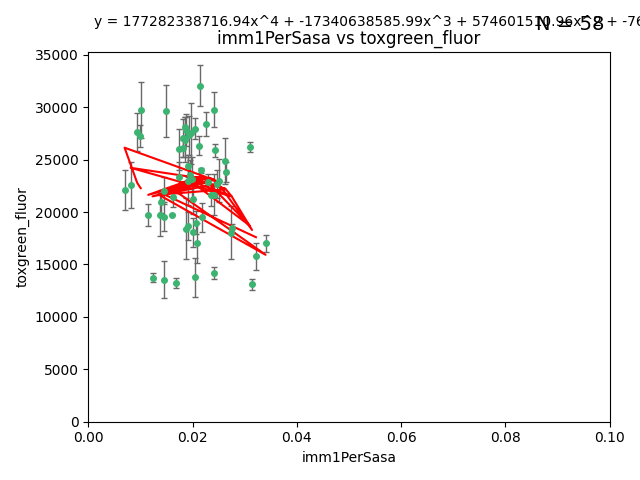 y = 177282338716.94x^4 + -17340638585.99x^3 +
N = 58
imm1PerSasa vs toxgreen_fluor
35000
30000
25000
20000
15000
10000
5000
0
toxgreen_fluor
0.00 0.02 0.04 0.06 0.08 0.10
imm1PerSasa